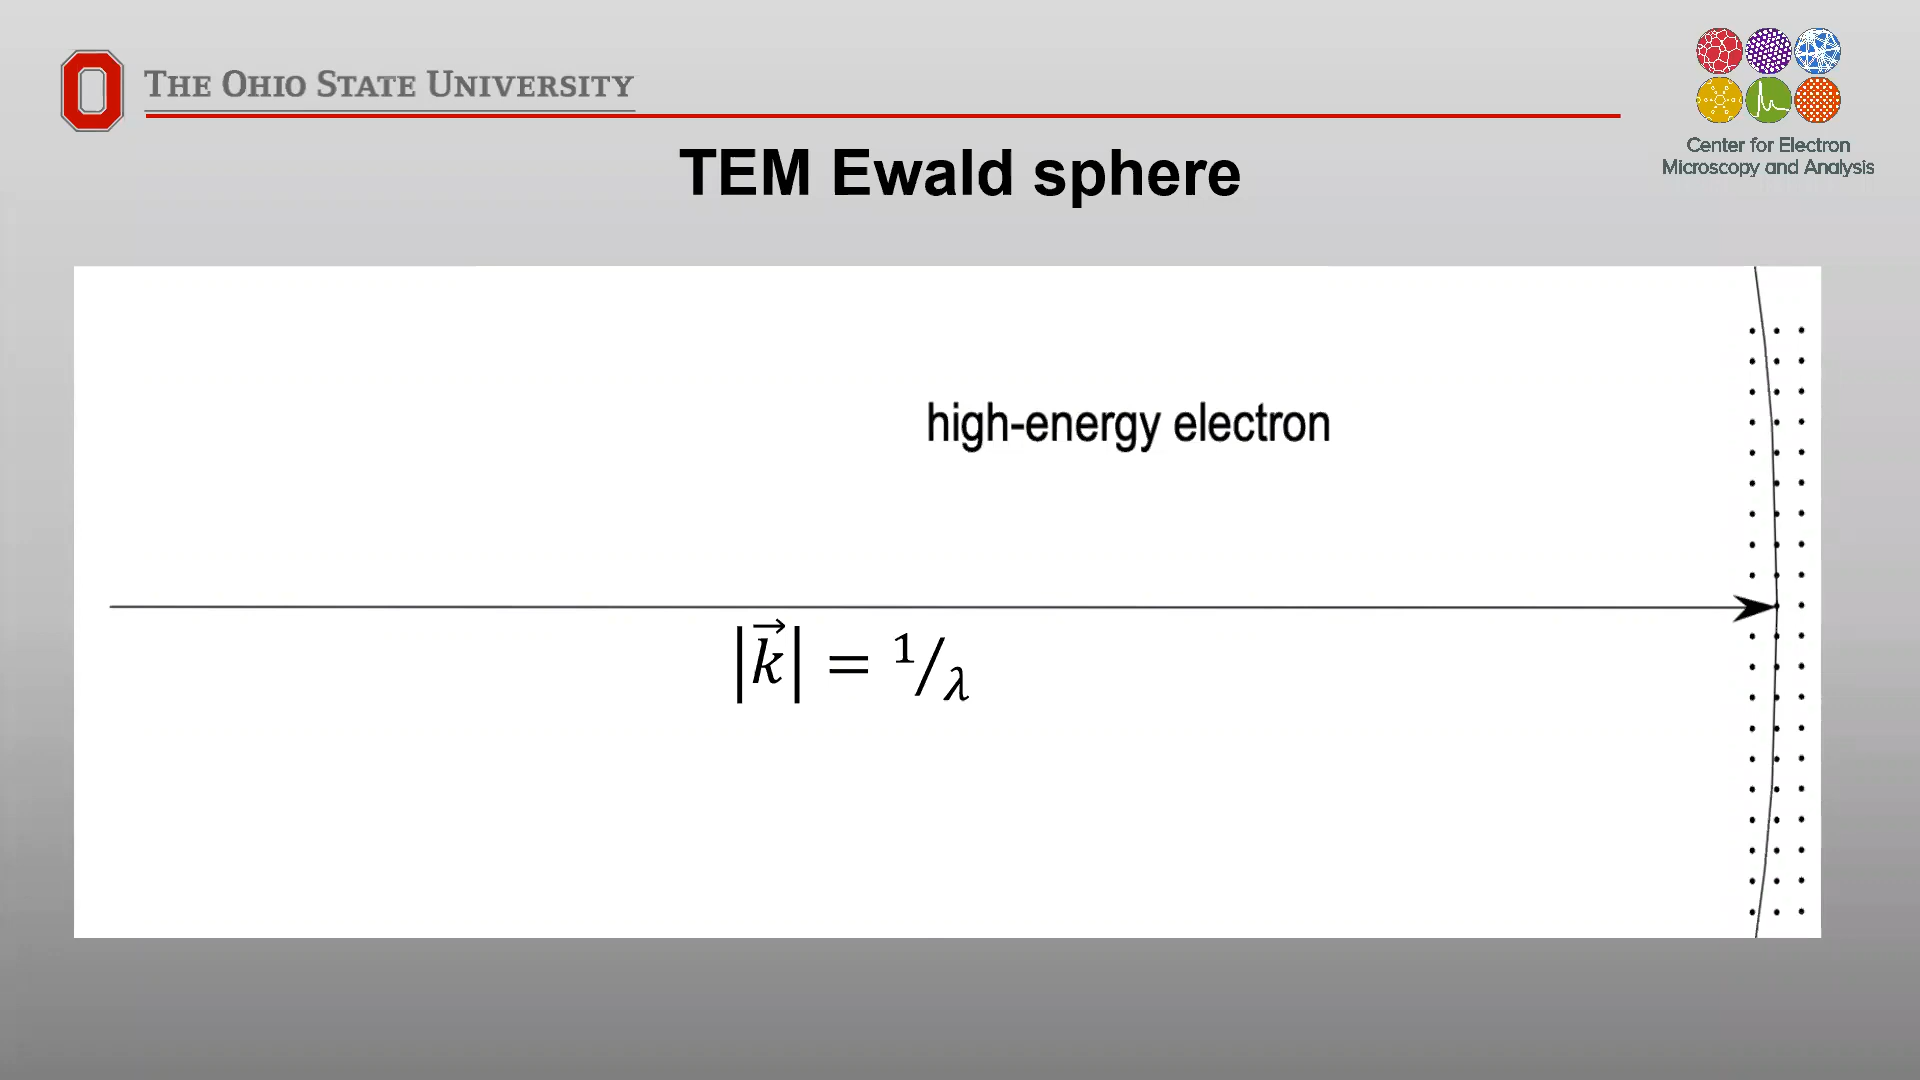 THE OHIO STATE UNIVERSITY
Center for Electron
Microscopy and Analysis
TEM Ewald sphere
high-energy electron
|k⃗| = 1/λ